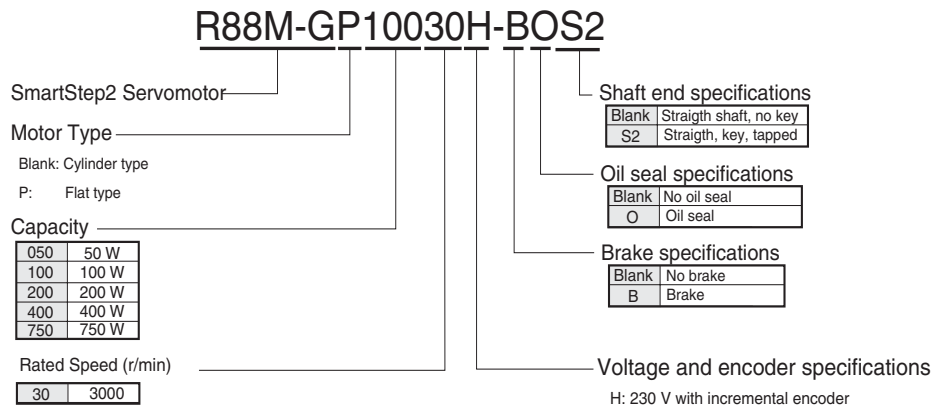 R88M-GP10030H-BOS2
SmartStep2 Servomotor
Motor Type
Blank: Cylinder type
P: Flat type
Capacity
050 50 W
100 100 W
200 200 W
400 400 W
750 750 W
Rated Speed (r/min)
30 3000
Shaft end specifications
Blank Straigth shaft, no key
S2 Straigth, key, tapped
Oil seal specifications
Blank No oil seal
O Oil seal
Brake specifications
Blank No brake
B Brake
Voltage and encoder specifications
H: 230 V with incremental encoder